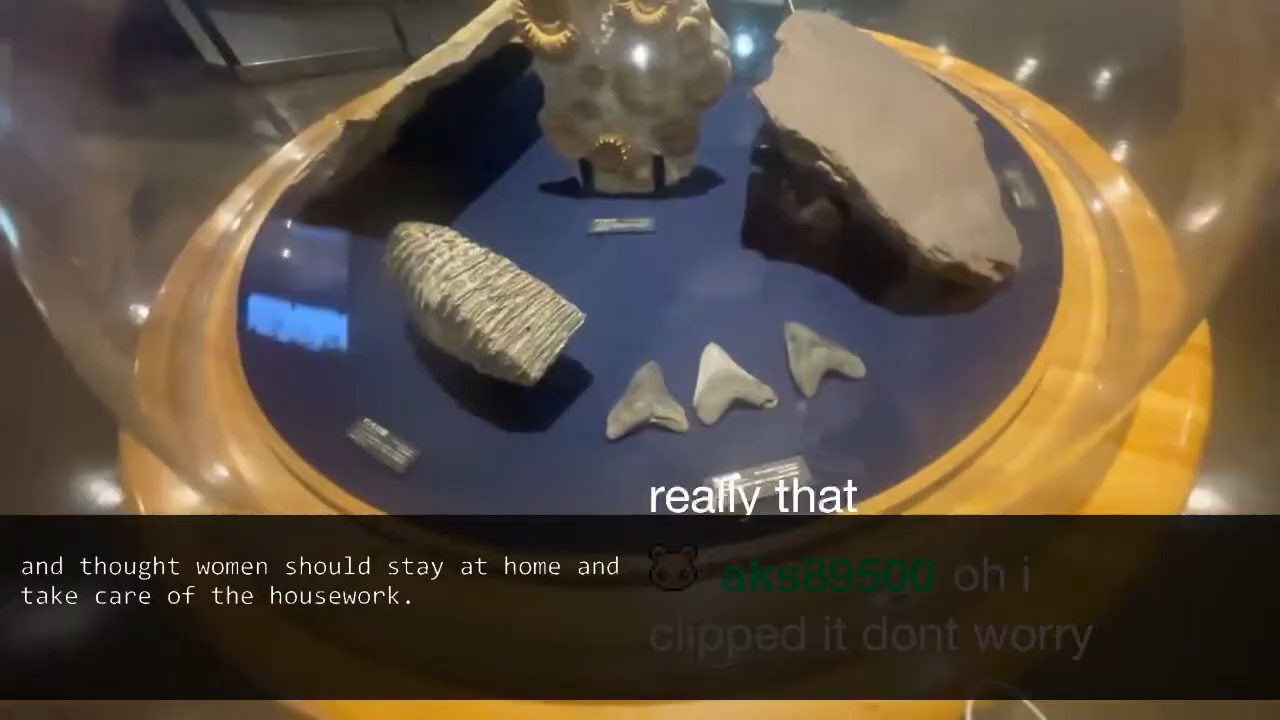 really that
and thought women should stay at home and
take care of the housework.
aks89500 oh i
clipped it dont worry